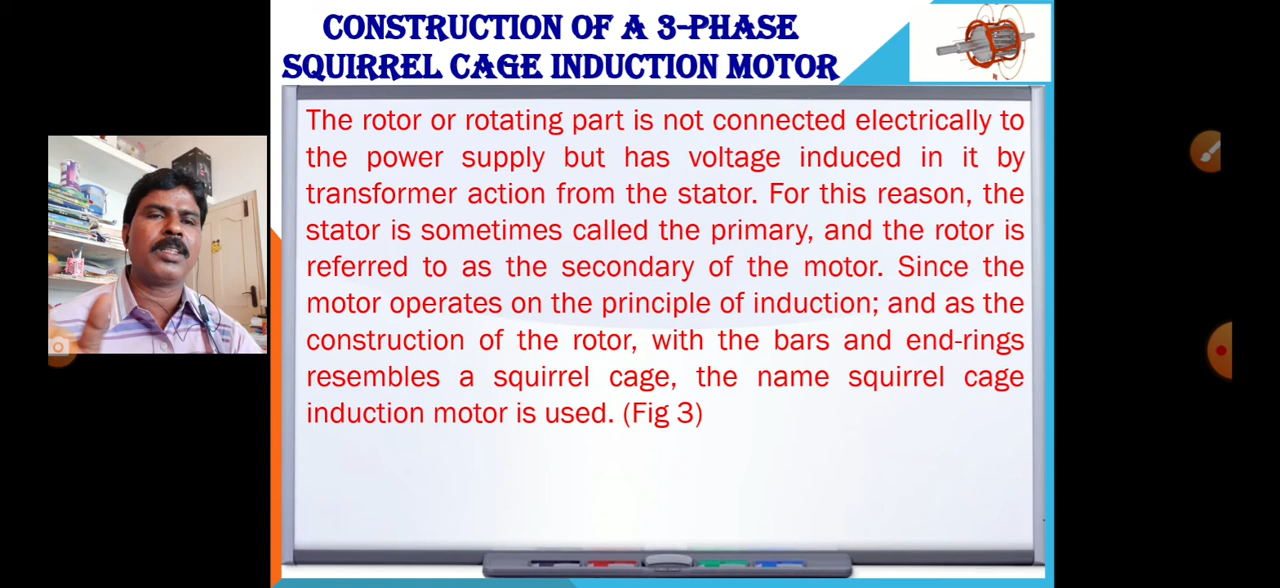 CONSTRUCTION OF A 3-PHASE
SQUIRREL CAGE INDUCTION MOTOR
The rotor or rotating part is not connected electrically to
the power supply but has voltage induced in it by
transformer action from the stator. For this reason, the
stator is sometimes called the primary, and the rotor is
referred to as the secondary of the motor. Since the
motor operates on the principle of induction; and as the
construction of the rotor, with the bars and end-rings
resembles a squirrel cage, the name squirrel cage
induction motor is used. (Fig 3)